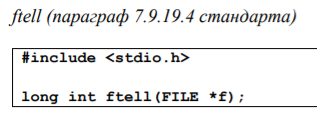 ftell (параграф 7.9.19.4 стандарта)
#include <stdio.h>
long int ftell(FILE *f);